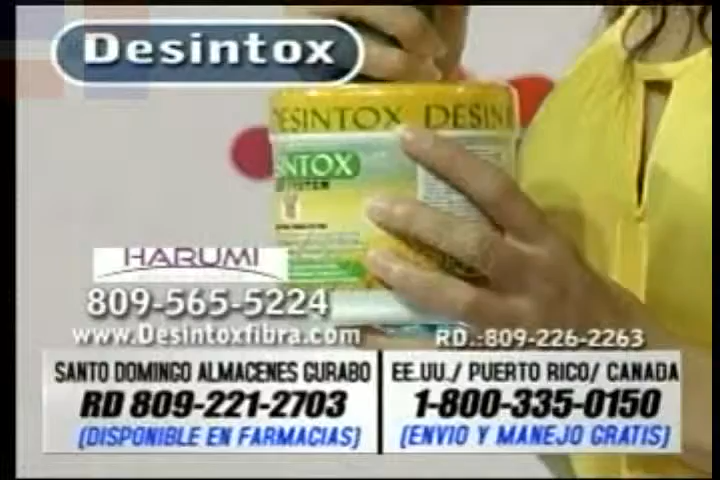 Desintox
DESINTOX DESIN
NTOX
HARUMI
809-565-5224
www.Desintoxfibra.com
RD.:809-226-2263
SANTO DOMINGO ALMACENES GURABO
RD 809-221-2703
(DISPONIBLE EN FARMACIAS)
EE.UU./ PUERTO RICO/ CANADA
1-800-335-0150
(ENVIO Y MANEJO GRATIS)